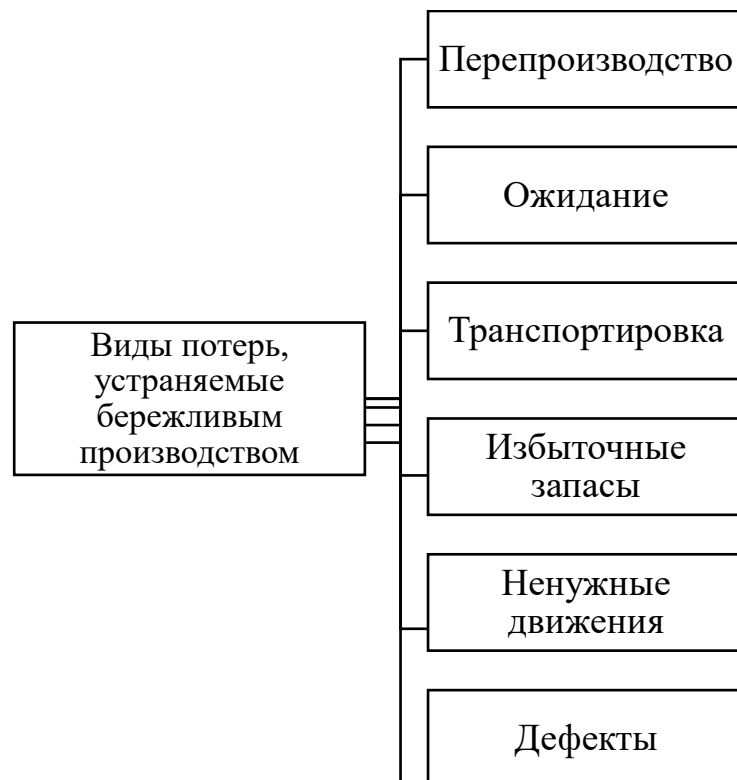 Перепроизводство
Ожидание
Транспортировка
Виды потерь,
устраняемые
бережливым
производством
Избыточные
запасы
Ненужные
движения
Дефекты